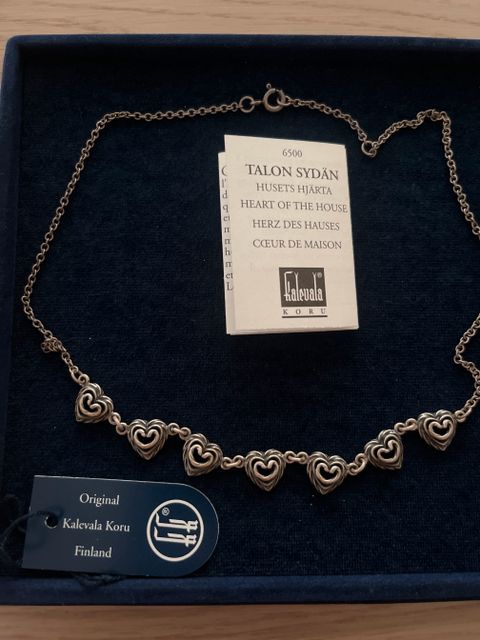 6500
TALON SYDÄN
HUSETS HJÄRTA
HEART OF THE HOUSE
HERZ DES HAUSES
CŒUR DE MAISON
Kalevala ®
KORU
Original
Kalevala Koru
Finland